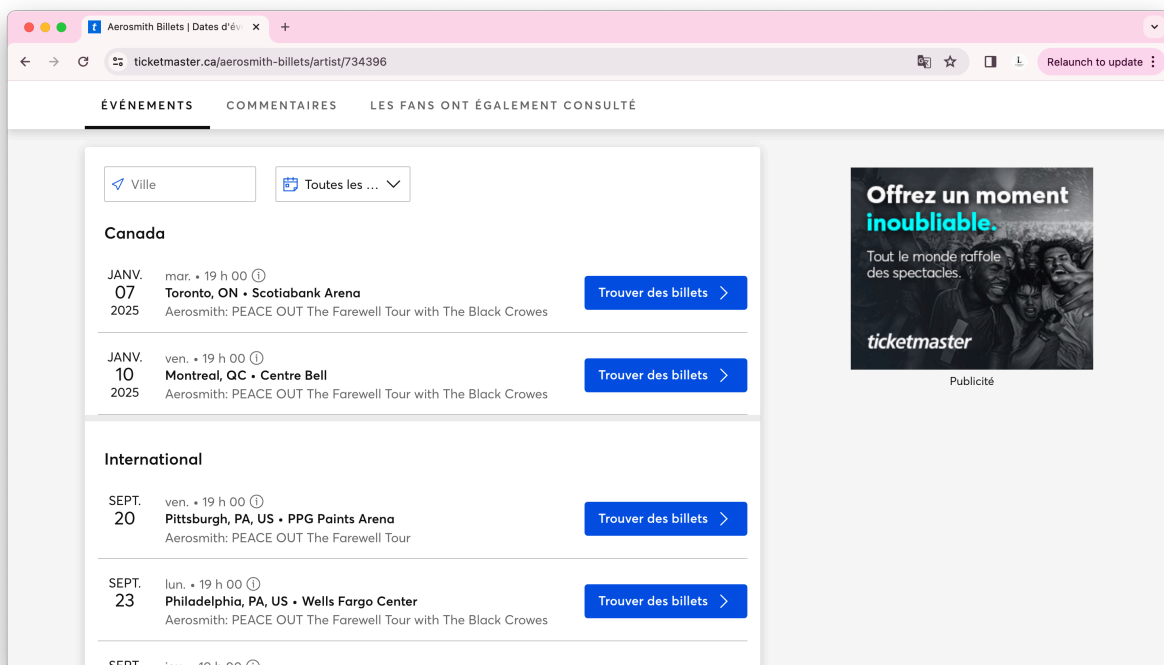 Aerosmith Billets | Dates d'év
ticketmaster.ca/aerosmith-billets/artist/734396
Relaunch to update
ÉVÉNEMENTS
COMMENTAIRES
LES FANS ONT ÉGALEMENT CONSULTÉ
Ville
Toutes les ...
Canada
JANV.
07
2025
mar. • 19 h 00
Toronto, ON • Scotiabank Arena
Aerosmith: PEACE OUT The Farewell Tour with The Black Crowes
Trouver des billets
JANV.
10
2025
ven. • 19 h 00
Montreal, QC • Centre Bell
Aerosmith: PEACE OUT The Farewell Tour with The Black Crowes
Trouver des billets
International
SEPT.
20
ven. • 19 h 00
Pittsburgh, PA, US • PPG Paints Arena
Aerosmith: PEACE OUT The Farewell Tour
Trouver des billets
SEPT.
23
lun. • 19 h 00
Philadelphia, PA, US • Wells Fargo Center
Aerosmith: PEACE OUT The Farewell Tour with The Black Crowes
Trouver des billets
Offrez un moment
inoubliable.
Tout le monde raffole
des spectacles.
ticketmaster
Publicité